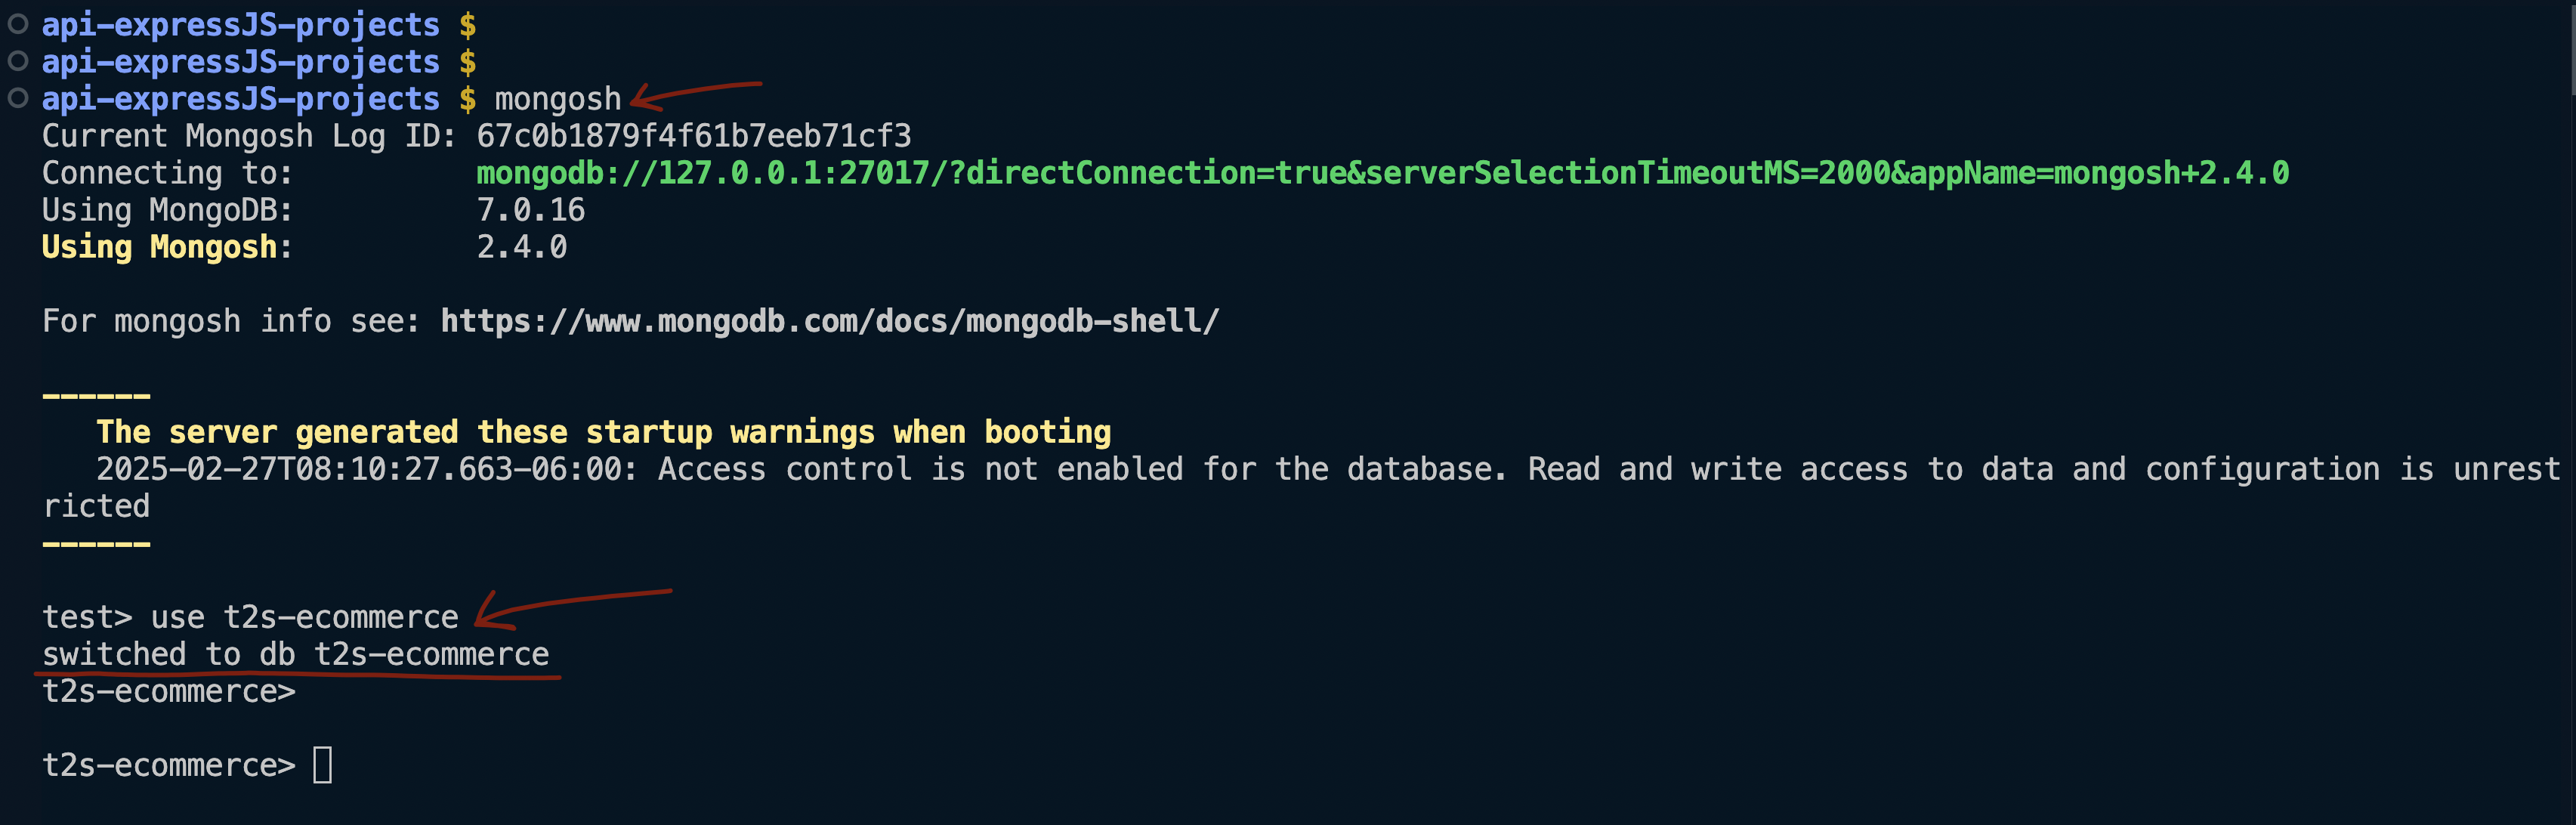 api-expressJS-projects $
api-expressJS-projects $
api-expressJS-projects $ mongosh
Current Mongosh Log ID: 67c0b1879f4f61b7eeb71cf3
Connecting to: mongodb://127.0.0.1:27017/?directConnection=true&serverSelectionTimeoutMS=2000&appName=mongosh+2.4.0
Using MongoDB: 7.0.16
Using Mongosh: 2.4.0
For mongosh info see: https://www.mongodb.com/docs/mongodb-shell/
------
The server generated these startup warnings when booting
2025-02-27T08:10:27.663-06:00: Access control is not enabled for the database. Read and write access to data and configuration is unrest
ricted
------
test> use t2s-ecommerce
switched to db t2s-ecommerce
t2s-ecommerce>
t2s-ecommerce>